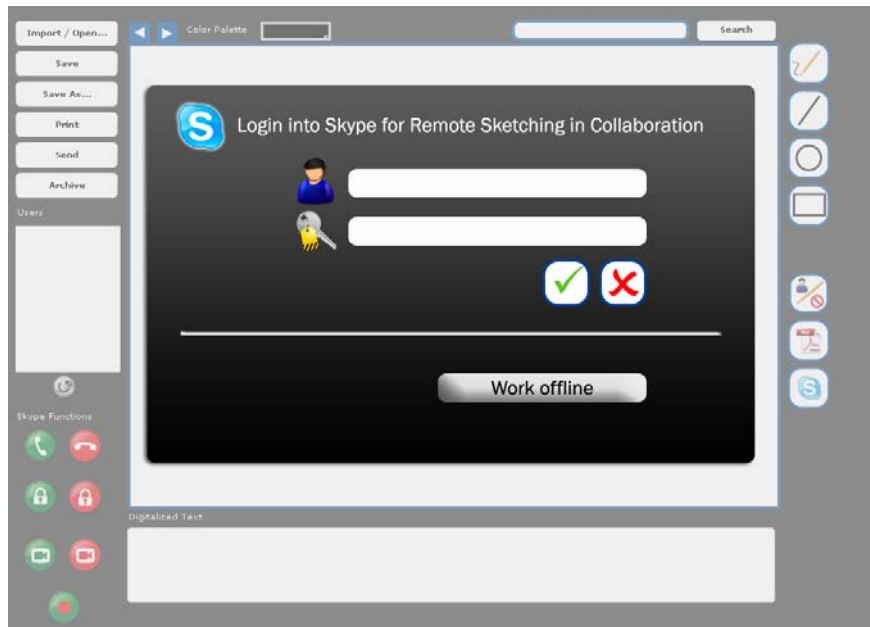 Import / Open...
Save
Save As...
Print
Send
Archive
Users
Skype Functions
Color Palette
Search
S Login into Skype for Remote Sketching in Collaboration
Work offline
Digitalized Text
PDF
S